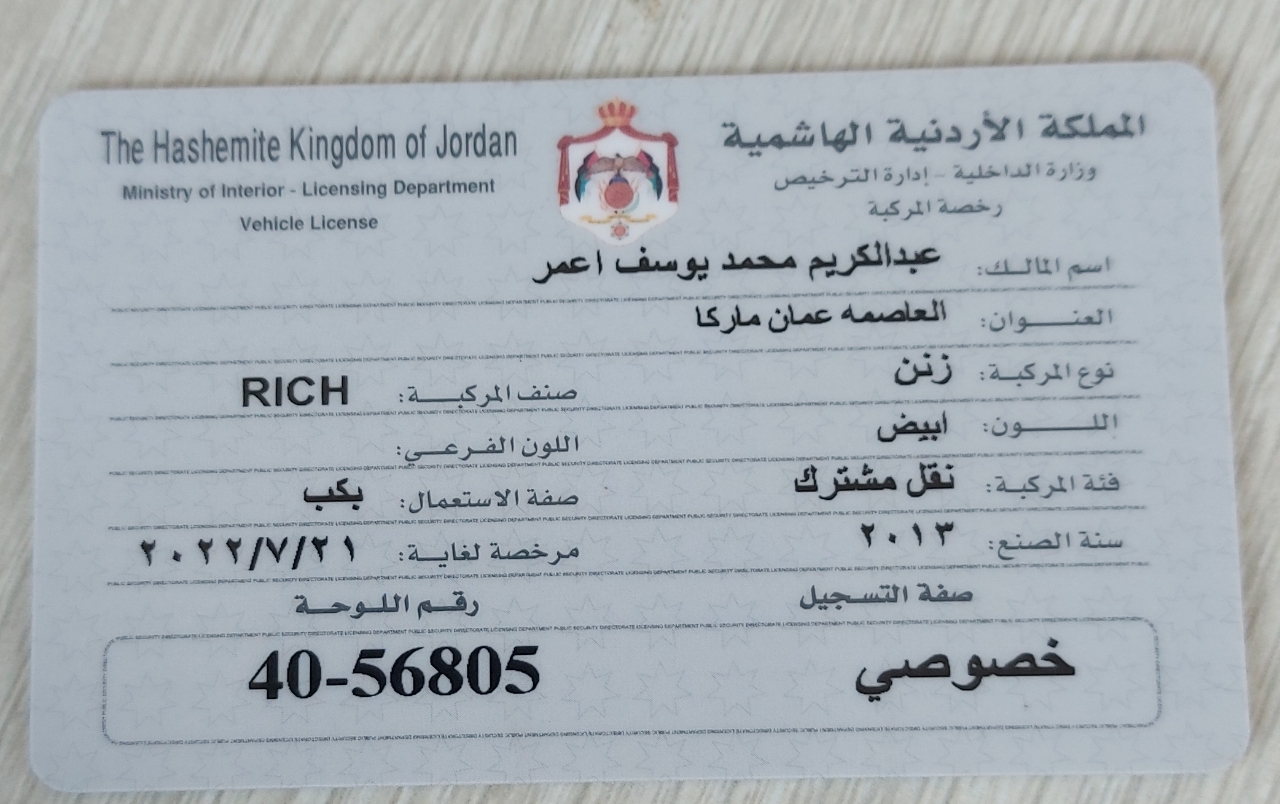 The Hashemite Kingdom of Jordan
Ministry of Interior - Licensing Department
Vehicle License
المملكة الأردنية الهاشمية
وزارة الداخلية - إدارة الترخيص
رخصة المركبة
اسم المالك: عبدالكريم محمد يوسف اعمر
العنوان: العاصمه عمان ماركا
نوع المركبة: زنن صنف المركبة: RICH
اللون: ابيض اللون الفرعي:
فئة المركبة: نقل مشترك صفة الاستعمال: بكب
سنة الصنع: ٢٠١٣ مرخصة لغاية: ٢٠٢٢/٧/٢١
صفة التسجيل رقم اللوحة
خصوصي 40-56805